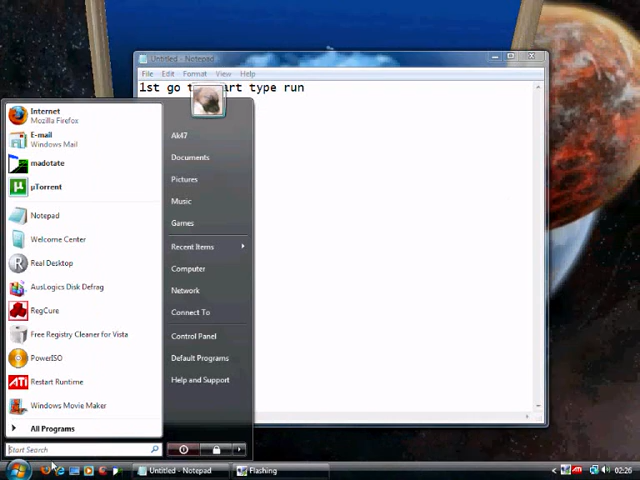 Untitled - Notepad
File Edit Format View Help
1st go t art type run
Internet
Mozilla Firefox
E-mail
Windows Mail
madotate
µTorrent
Notepad
Welcome Center
Real Desktop
AusLogics Disk Defrag
RegCure
Free Registry Cleaner for Vista
PowerISO
Restart Runtime
Windows Movie Maker
All Programs
Start Search
Ak47
Documents
Pictures
Music
Games
Recent Items
Computer
Network
Connect To
Control Panel
Default Programs
Help and Support
Untitled - Notepad
Flashing
02:26